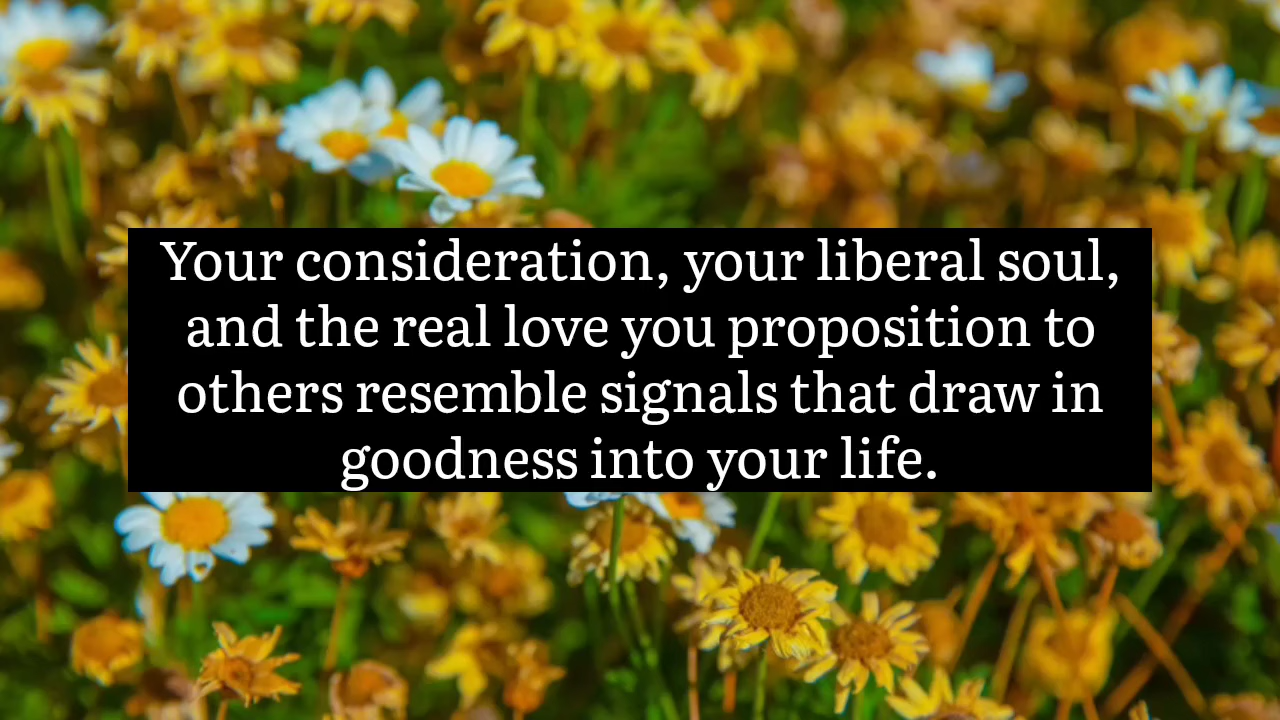 Your consideration, your liberal soul,
and the real love you proposition to
others resemble signals that draw in
goodness into your life.